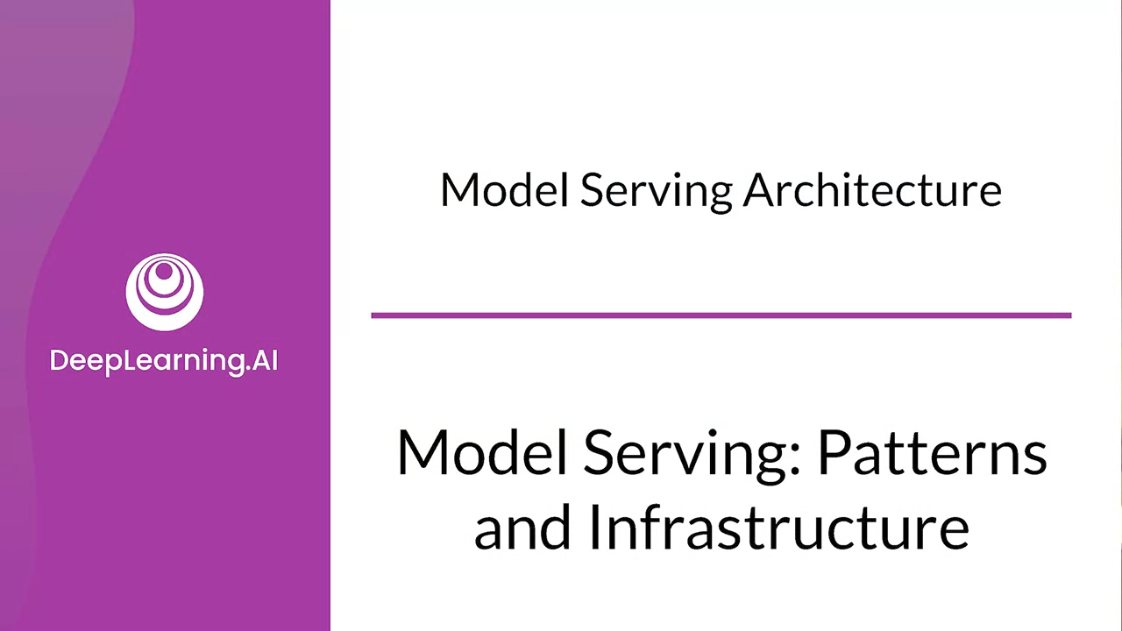 Model Serving Architecture
DeepLearning.AI
Model Serving: Patterns
and Infrastructure